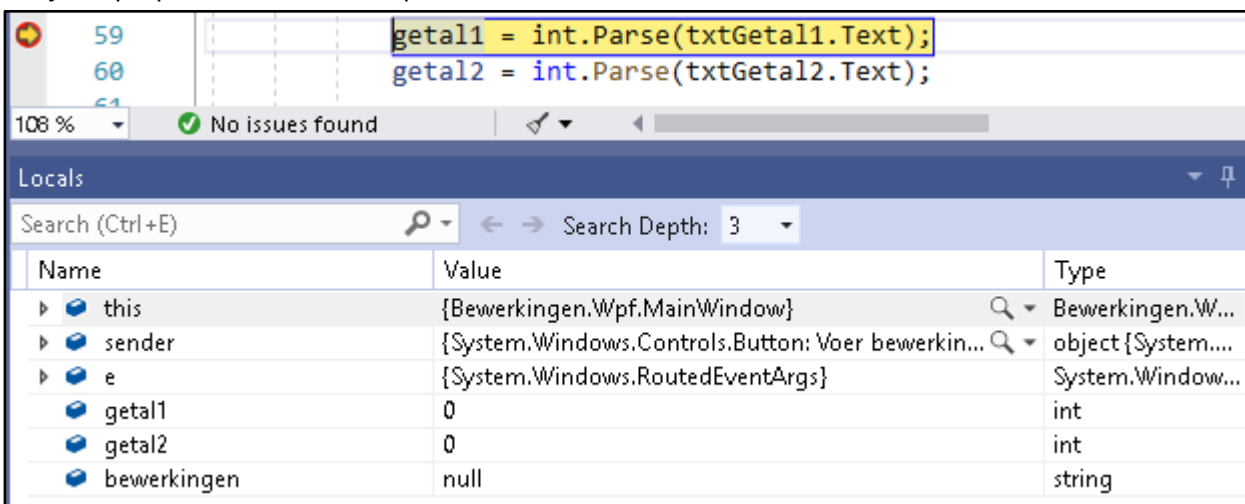 59 getal1 = int.Parse(txtGetal1.Text);
60 getal2 = int.Parse(txtGetal2.Text);
61
108 % No issues found
Locals
Search (Ctrl+E) Search Depth: 3
Name Value Type
this {Bewerkingen.Wpf.MainWindow} Bewerkingen.W...
sender {System.Windows.Controls.Button: Voer bewerkin... object {System....
e {System.Windows.RoutedEventArgs} System.Window...
getal1 0 int
getal2 0 int
bewerkingen null string